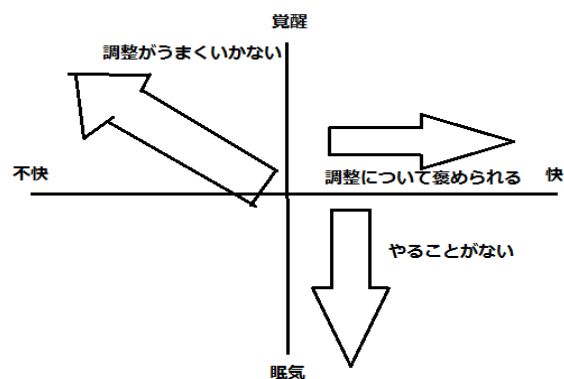 覚醒
調整がうまくいかない
不快
快
調整について褒められる
やることがない
眠気